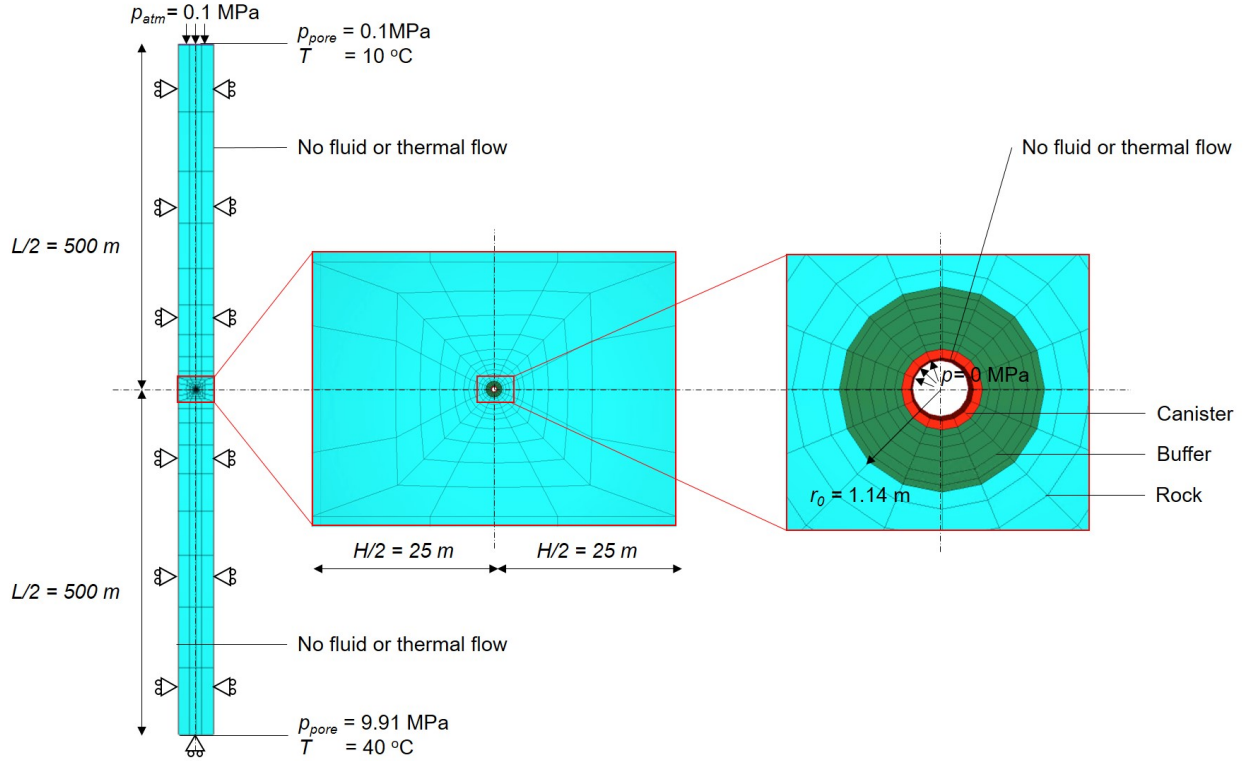 p_atm = 0.1 MPa
p_pore = 0.1MPa
T = 10 °C
No fluid or thermal flow
No fluid or thermal flow
L/2 = 500 m
p= 0 MPa
Canister
Buffer
r_0 = 1.14 m
Rock
H/2 = 25 m
H/2 = 25 m
L/2 = 500 m
No fluid or thermal flow
p_pore = 9.91 MPa
T = 40 °C